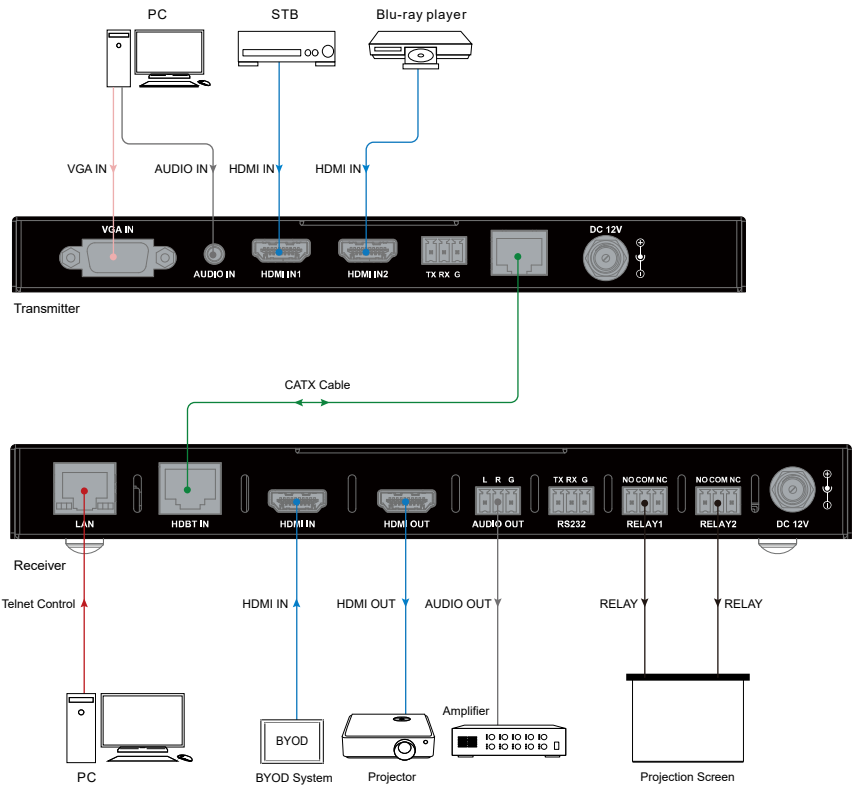 PC
STB
Blu-ray player
VGA IN
AUDIO IN
HDMI IN
HDMI IN
VGA IN
DC 12V
AUDIO IN
HDMI IN1
HDMI IN2
TX RX G
Transmitter
CATX Cable
L R G
TX RX G
NO COM NC
NO COM NC
LAN
HDBT IN
HDMI IN
HDMI OUT
AUDIO OUT
RS232
RELAY1
RELAY2
DC 12V
Receiver
Telnet Control
HDMI IN
HDMI OUT
AUDIO OUT
RELAY
RELAY
Amplifier
BYOD
PC
BYOD System
Projector
Projection Screen